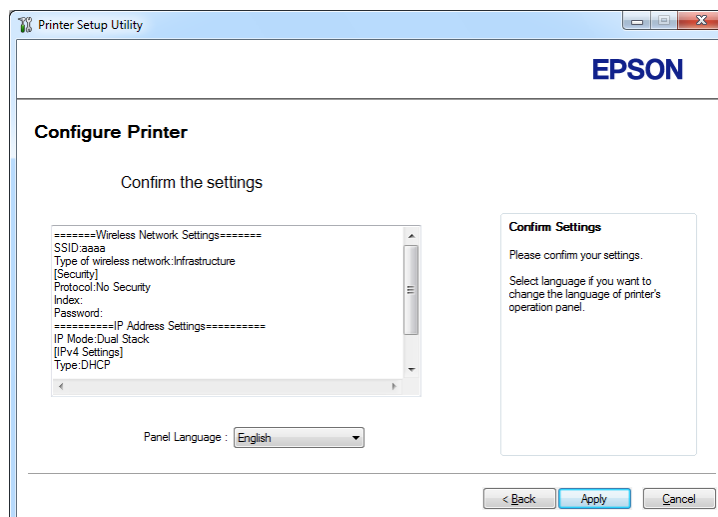 Printer Setup Utility
EPSON
Configure Printer
Confirm the settings
=======Wireless Network Settings=======
SSID:aaaa
Type of wireless network:Infrastructure
[Security]
Protocol:No Security
Index:
Password:
==========IP Address Settings==========
IP Mode:Dual Stack
[IPv4 Settings]
Type:DHCP
Confirm Settings
Please confirm your settings.
Select language if you want to
change the language of printer's
operation panel.
Panel Language : English
< Back Apply Cancel